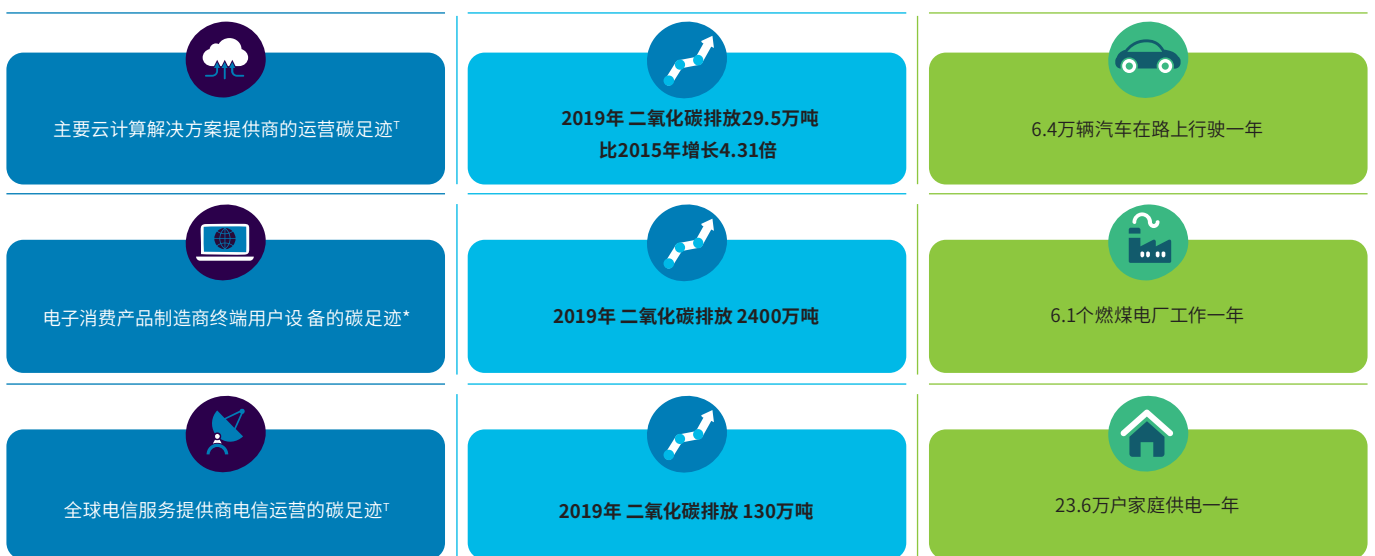 主要云计算解决方案提供商的运营碳足迹T
2019年 二氧化碳排放29.5万吨
比2015年增长4.31倍
6.4万辆汽车在路上行驶一年
电子消费产品制造商终端用户设 备的碳足迹*
2019年 二氧化碳排放 2400万吨
6.1个燃煤电厂工作一年
全球电信服务提供商电信运营的碳足迹T
2019年 二氧化碳排放 130万吨
23.6万户家庭供电一年